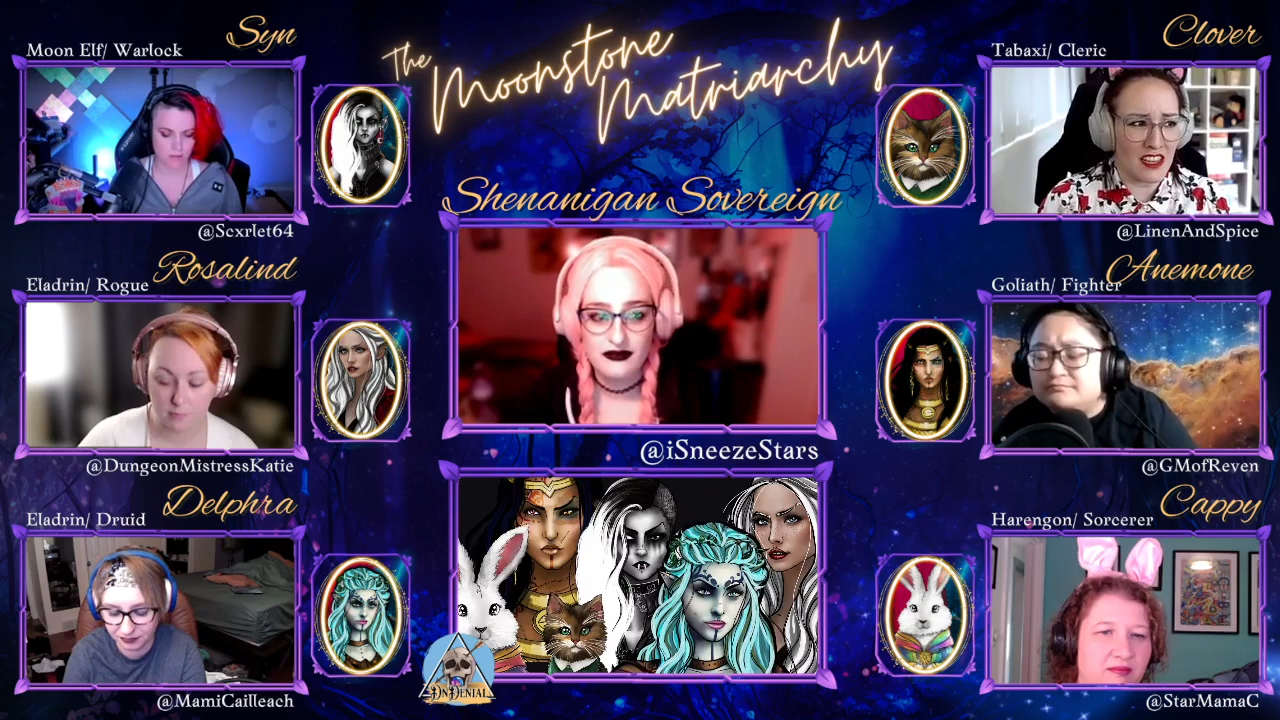 The Moonstone
Matriarchy
Syn
Moon Elf/ Warlock
@Scxrlet64
Rosalind
Eladrin/ Rogue
@DungeonMistressKatie
Delphra
Eladrin/ Druid
@MamiCailleach
Shenanigan Sovereign
@iSneezeStars
DnDenial
Clover
Tabaxi/ Cleric
@LinenAndSpice
Anemone
Goliath/ Fighter
@GMofReven
Cappy
Harengon/ Sorcerer
@StarMamaC